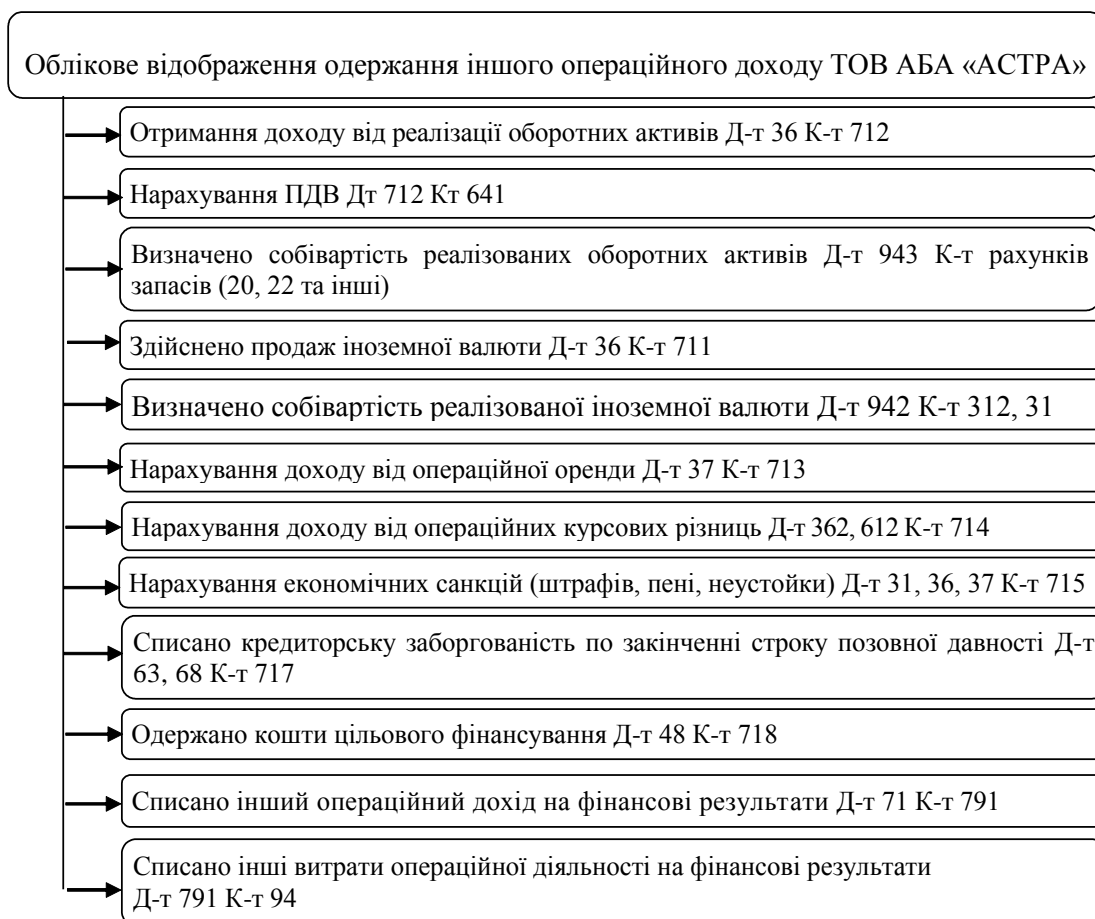 Облікове відображення одержання іншого операційного доходу ТОВ АБА «АСТРА»
Отримання доходу від реалізації оборотних активів Д-т 36 К-т 712
Нарахування ПДВ Дт 712 Кт 641
Визначено собівартість реалізованих оборотних активів Д-т 943 К-т рахунків
запасів (20, 22 та інші)
Здійснено продаж іноземної валюти Д-т 36 К-т 711
Визначено собівартість реалізованої іноземної валюти Д-т 942 К-т 312, 31
Нарахування доходу від операційної оренди Д-т 37 К-т 713
Нарахування доходу від операційних курсових різниць Д-т 362, 612 К-т 714
Нарахування економічних санкцій (штрафів, пені, неустойки) Д-т 31, 36, 37 К-т 715
Списано кредиторську заборгованість по закінченні строку позовної давності Д-т
63, 68 К-т 717
Одержано кошти цільового фінансування Д-т 48 К-т 718
Списано інший операційний дохід на фінансові результати Д-т 71 К-т 791
Списано інші витрати операційної діяльності на фінансові результати
Д-т 791 К-т 94